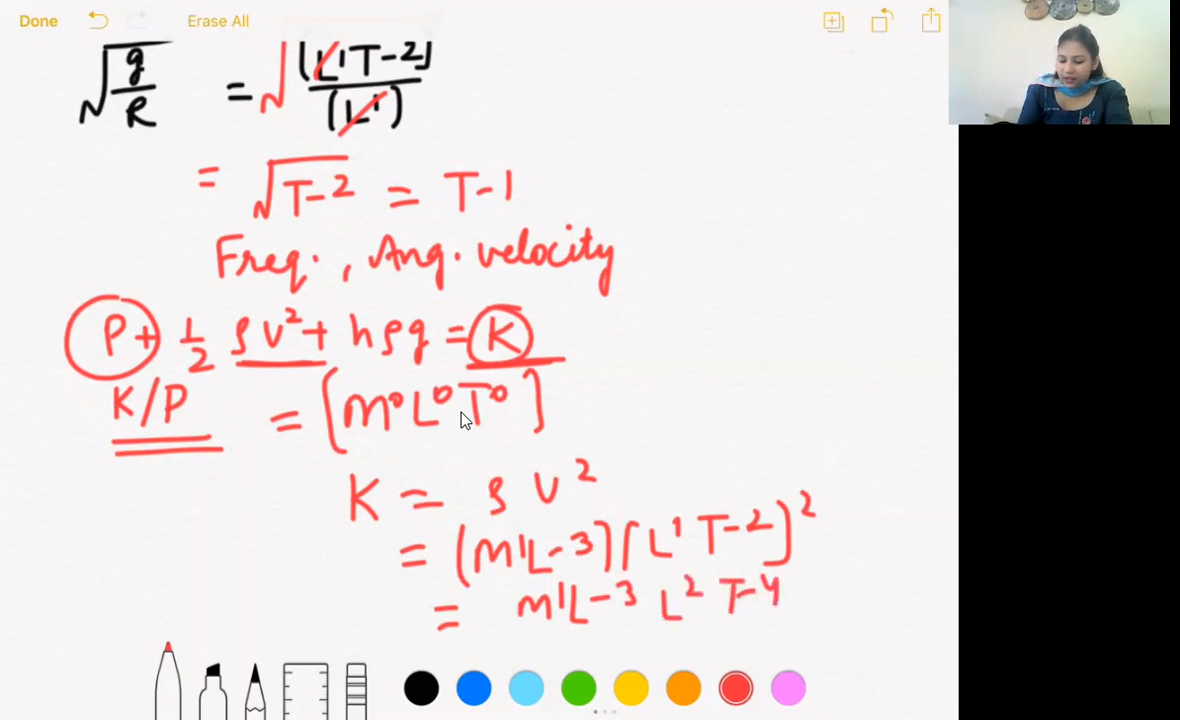 Done Erase All
√g/R = √(L¹T-2)/(L¹)
= √T-2 = T-1
Freq., Ang. velocity
P + 1/2 ρv² + hρg = K
K/P = [M⁰L⁰T⁰]
K = ρ v²
= (M¹L-3)[L¹T-2)²
= M¹L-3 L² T-4